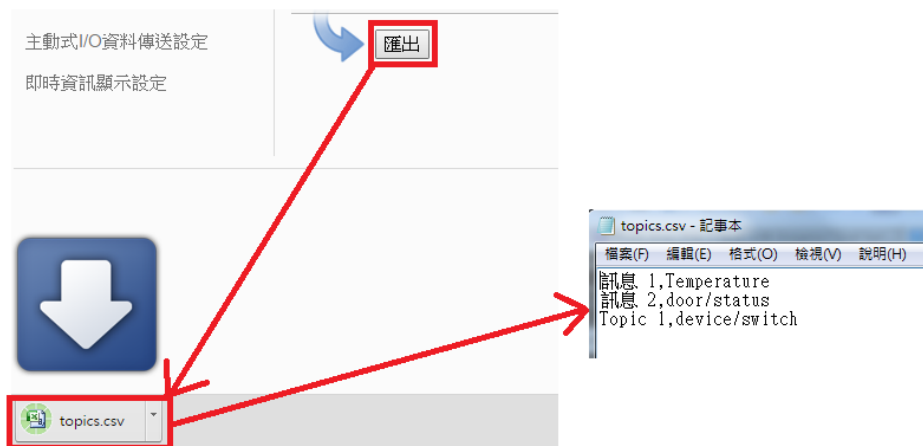 主動式I/O資料傳送設定
即時資訊顯示設定
匯出
topics.csv
topics.csv - 記事本
檔案(F) 編輯(E) 格式(O) 檢視(V) 說明(H)
訊息 1,Temperature
訊息 2,door/status
Topic 1,device/switch